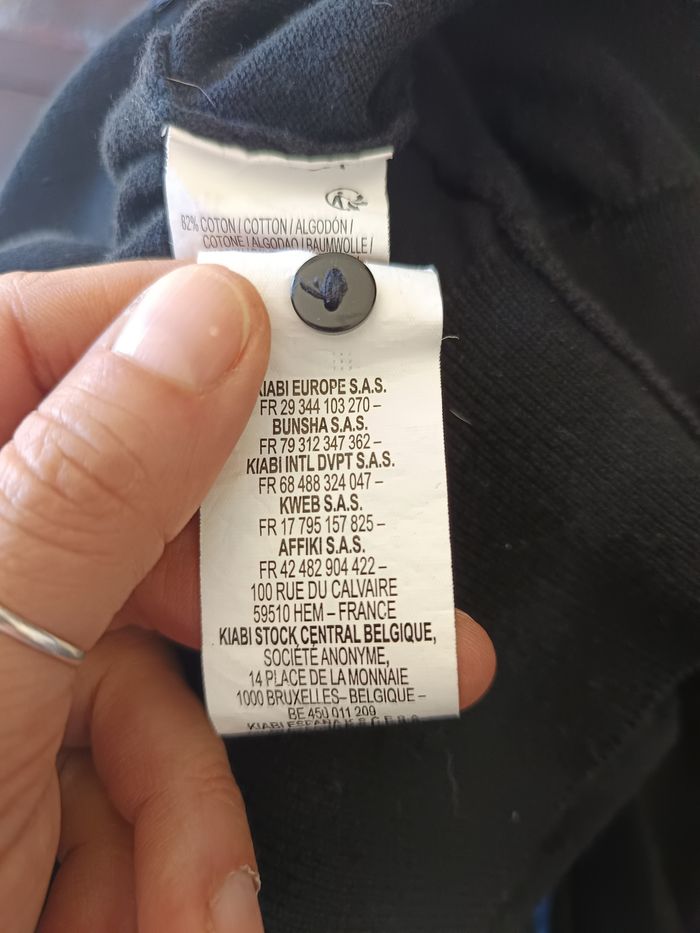 82% COTON / COTTON / ALGODÓN /
COTONE / ALGODAO / BAUMWOLLE /
KIABI EUROPE S.A.S.
FR 29 344 103 270 –
BUNSHA S.A.S.
FR 79 312 347 362 –
KIABI INTL DVPT S.A.S.
FR 68 488 324 047 –
KWEB S.A.S.
FR 17 795 157 825 –
AFFIKI S.A.S.
FR 42 482 904 422 –
100 RUE DU CALVAIRE
59510 HEM – FRANCE
KIABI STOCK CENTRAL BELGIQUE,
SOCIÉTÉ ANONYME,
14 PLACE DE LA MONNAIE
1000 BRUXELLES– BELGIQUE –
BE 450 011 209
KIABI ESPAÑA